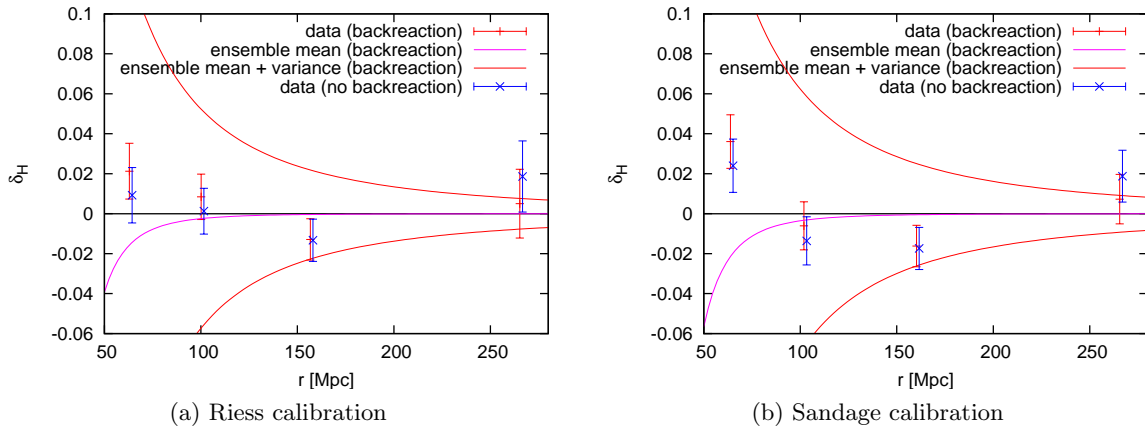 0.1
data (backreaction)
ensemble mean (backreaction)
ensemble mean + variance (backreaction)
data (no backreaction)
0.08
0.06
0.04
0.02
0
-0.02
-0.04
-0.06
δH
50 100 150 200 250
r [Mpc]
(a) Riess calibration
0.1
data (backreaction)
ensemble mean (backreaction)
ensemble mean + variance (backreaction)
data (no backreaction)
0.08
0.06
0.04
0.02
0
-0.02
-0.04
-0.06
δH
50 100 150 200 250
r [Mpc]
(b) Sandage calibration